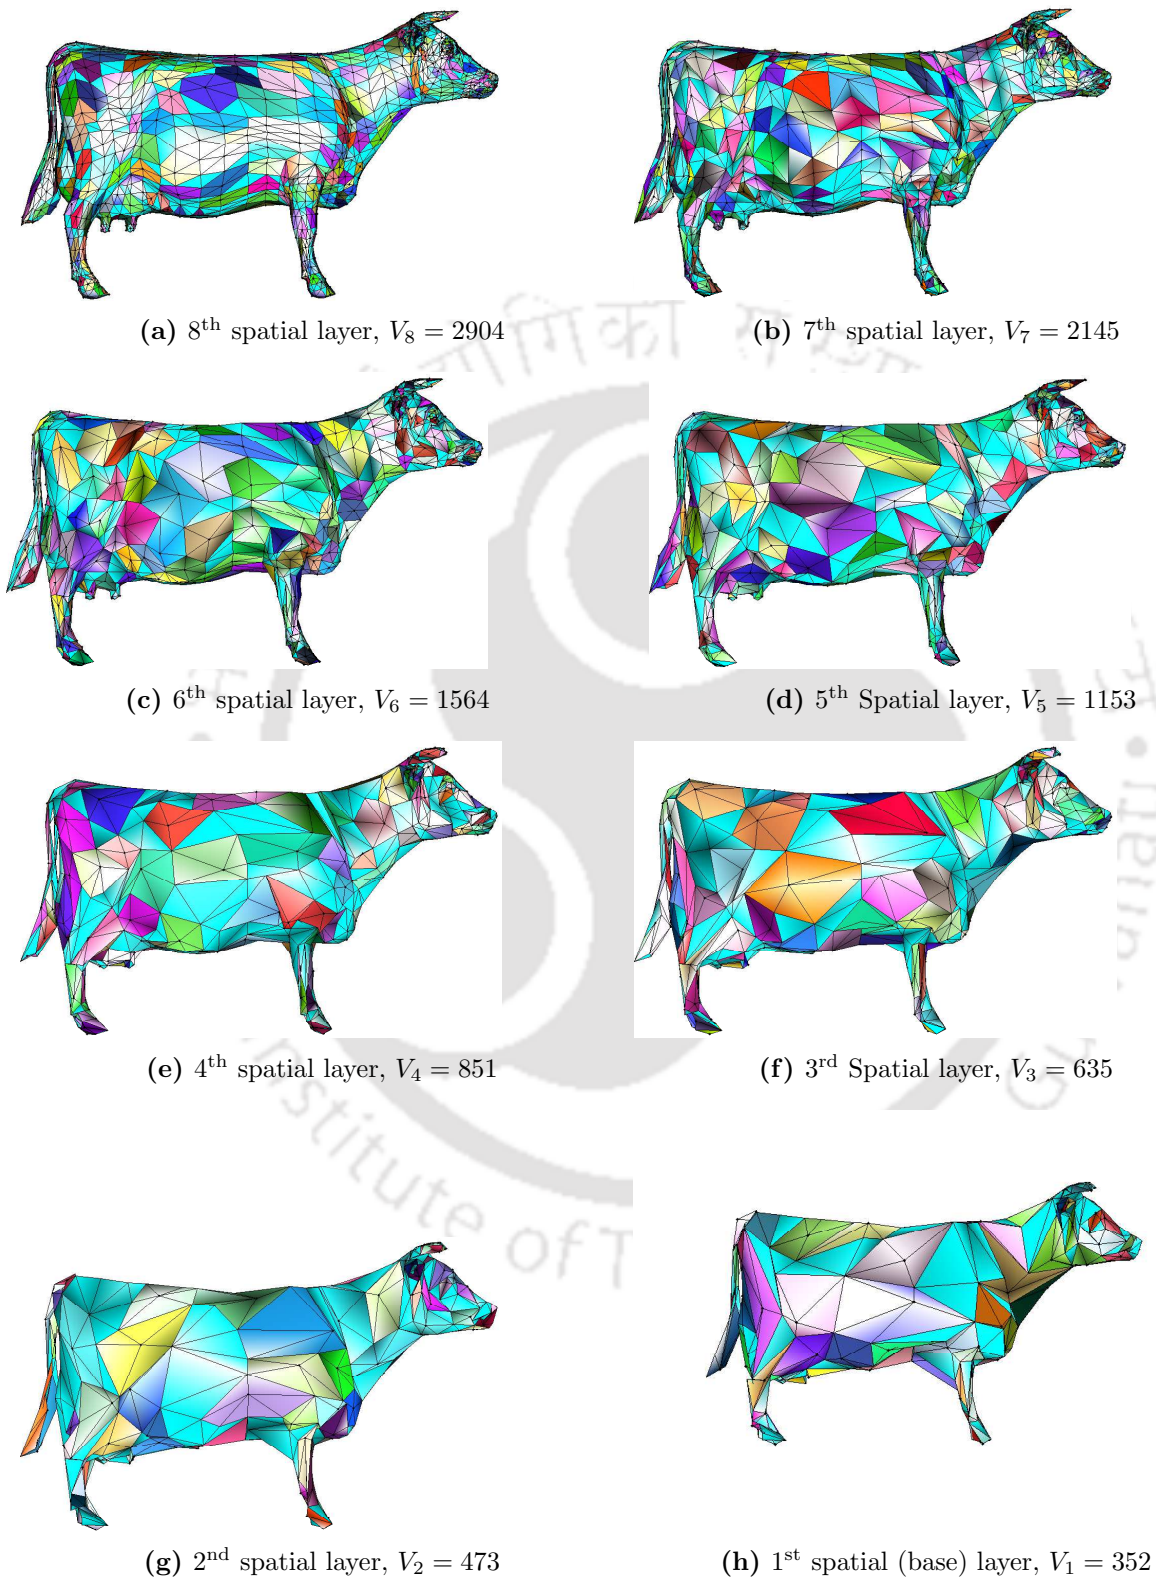 (a) 8th spatial layer, V8 = 2904
(b) 7th spatial layer, V7 = 2145
(c) 6th spatial layer, V6 = 1564
(d) 5th Spatial layer, V5 = 1153
(e) 4th spatial layer, V4 = 851
(f) 3rd Spatial layer, V3 = 635
(g) 2nd spatial layer, V2 = 473
(h) 1st spatial (base) layer, V1 = 352
stitute of T